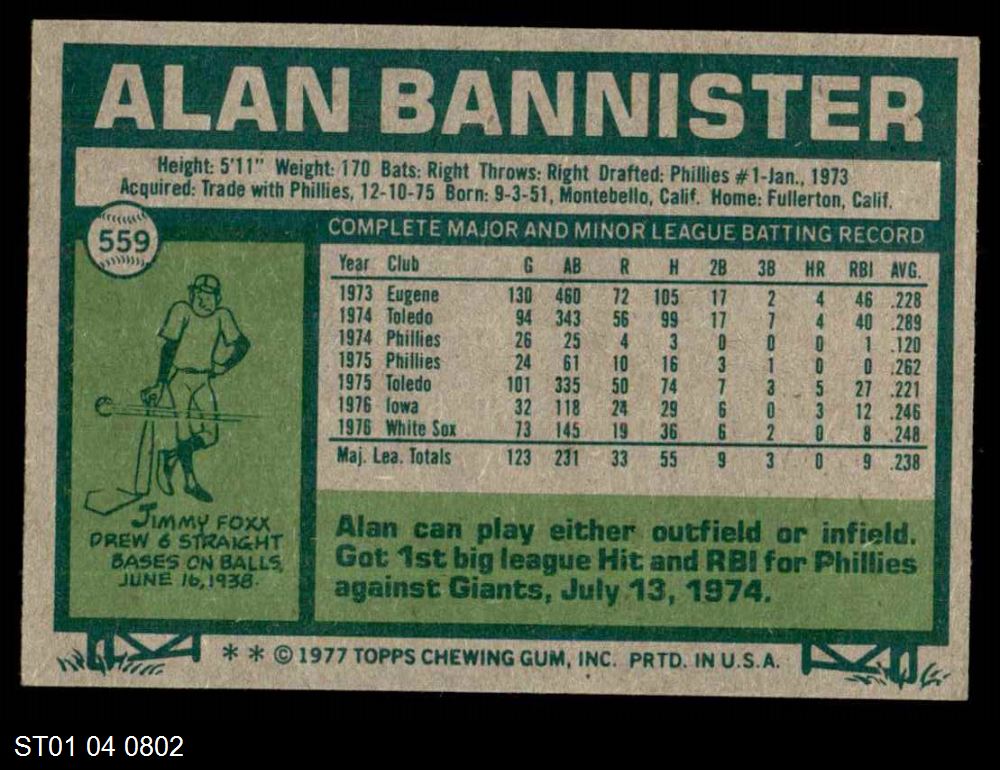 ALAN BANNISTER
Height: 5'11" Weight: 170 Bats: Right Throws: Right Drafted: Phillies #1-Jan., 1973
Acquired: Trade with Phillies, 12-10-75 Born: 9-3-51, Montebello, Calif. Home: Fullerton, Calif.
559
COMPLETE MAJOR AND MINOR LEAGUE BATTING RECORD
Year Club G AB R H 2B 3B HR RBI AVG.
1973 Eugene 130 460 72 105 17 2 4 46 .228
1974 Toledo 94 343 56 99 17 7 4 40 .289
1974 Phillies 26 25 4 3 0 0 0 1 .120
1975 Phillies 24 61 10 16 3 1 0 0 .262
1975 Toledo 101 335 50 74 7 3 5 27 .221
1976 Iowa 32 118 24 29 6 0 3 12 .246
1976 White Sox 73 145 19 36 6 2 0 8 .248
Maj. Lea. Totals 123 231 33 55 9 3 0 9 .238
JIMMY FOXX
DREW 6 STRAIGHT
BASES ON BALLS,
JUNE 16, 1938.
Alan can play either outfield or infield.
Got 1st big league Hit and RBI for Phillies
against Giants, July 13, 1974.
* * © 1977 TOPPS CHEWING GUM, INC. PRTD. IN U.S.A.
ST01 04 0802